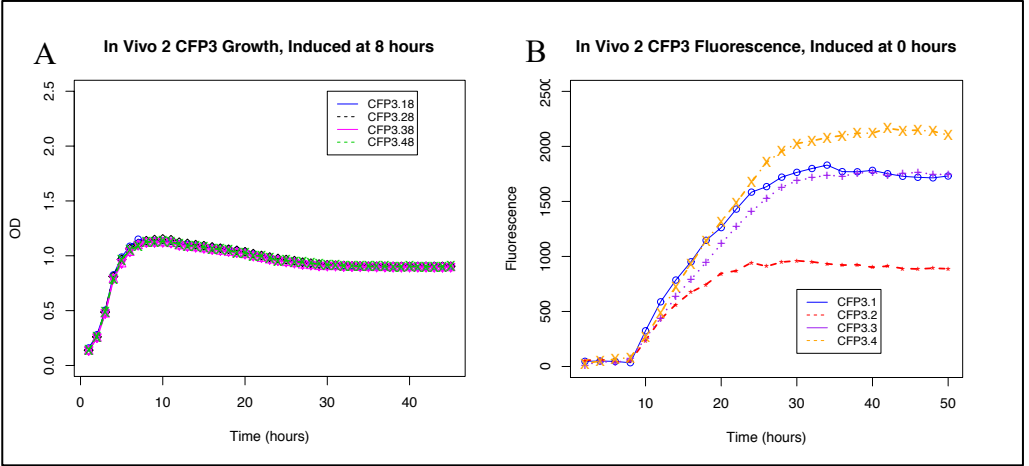 A
In Vivo 2 CFP3 Growth, Induced at 8 hours
2.5
2.0
1.5
1.0
0.5
0.0
OD
CFP3.18
CFP3.28
CFP3.38
CFP3.48
0
10
20
30
40
Time (hours)
B
In Vivo 2 CFP3 Fluorescence, Induced at 0 hours
2500
2000
1500
1000
500
0
Fluorescence
CFP3.1
CFP3.2
CFP3.3
CFP3.4
10
20
30
40
50
Time (hours)